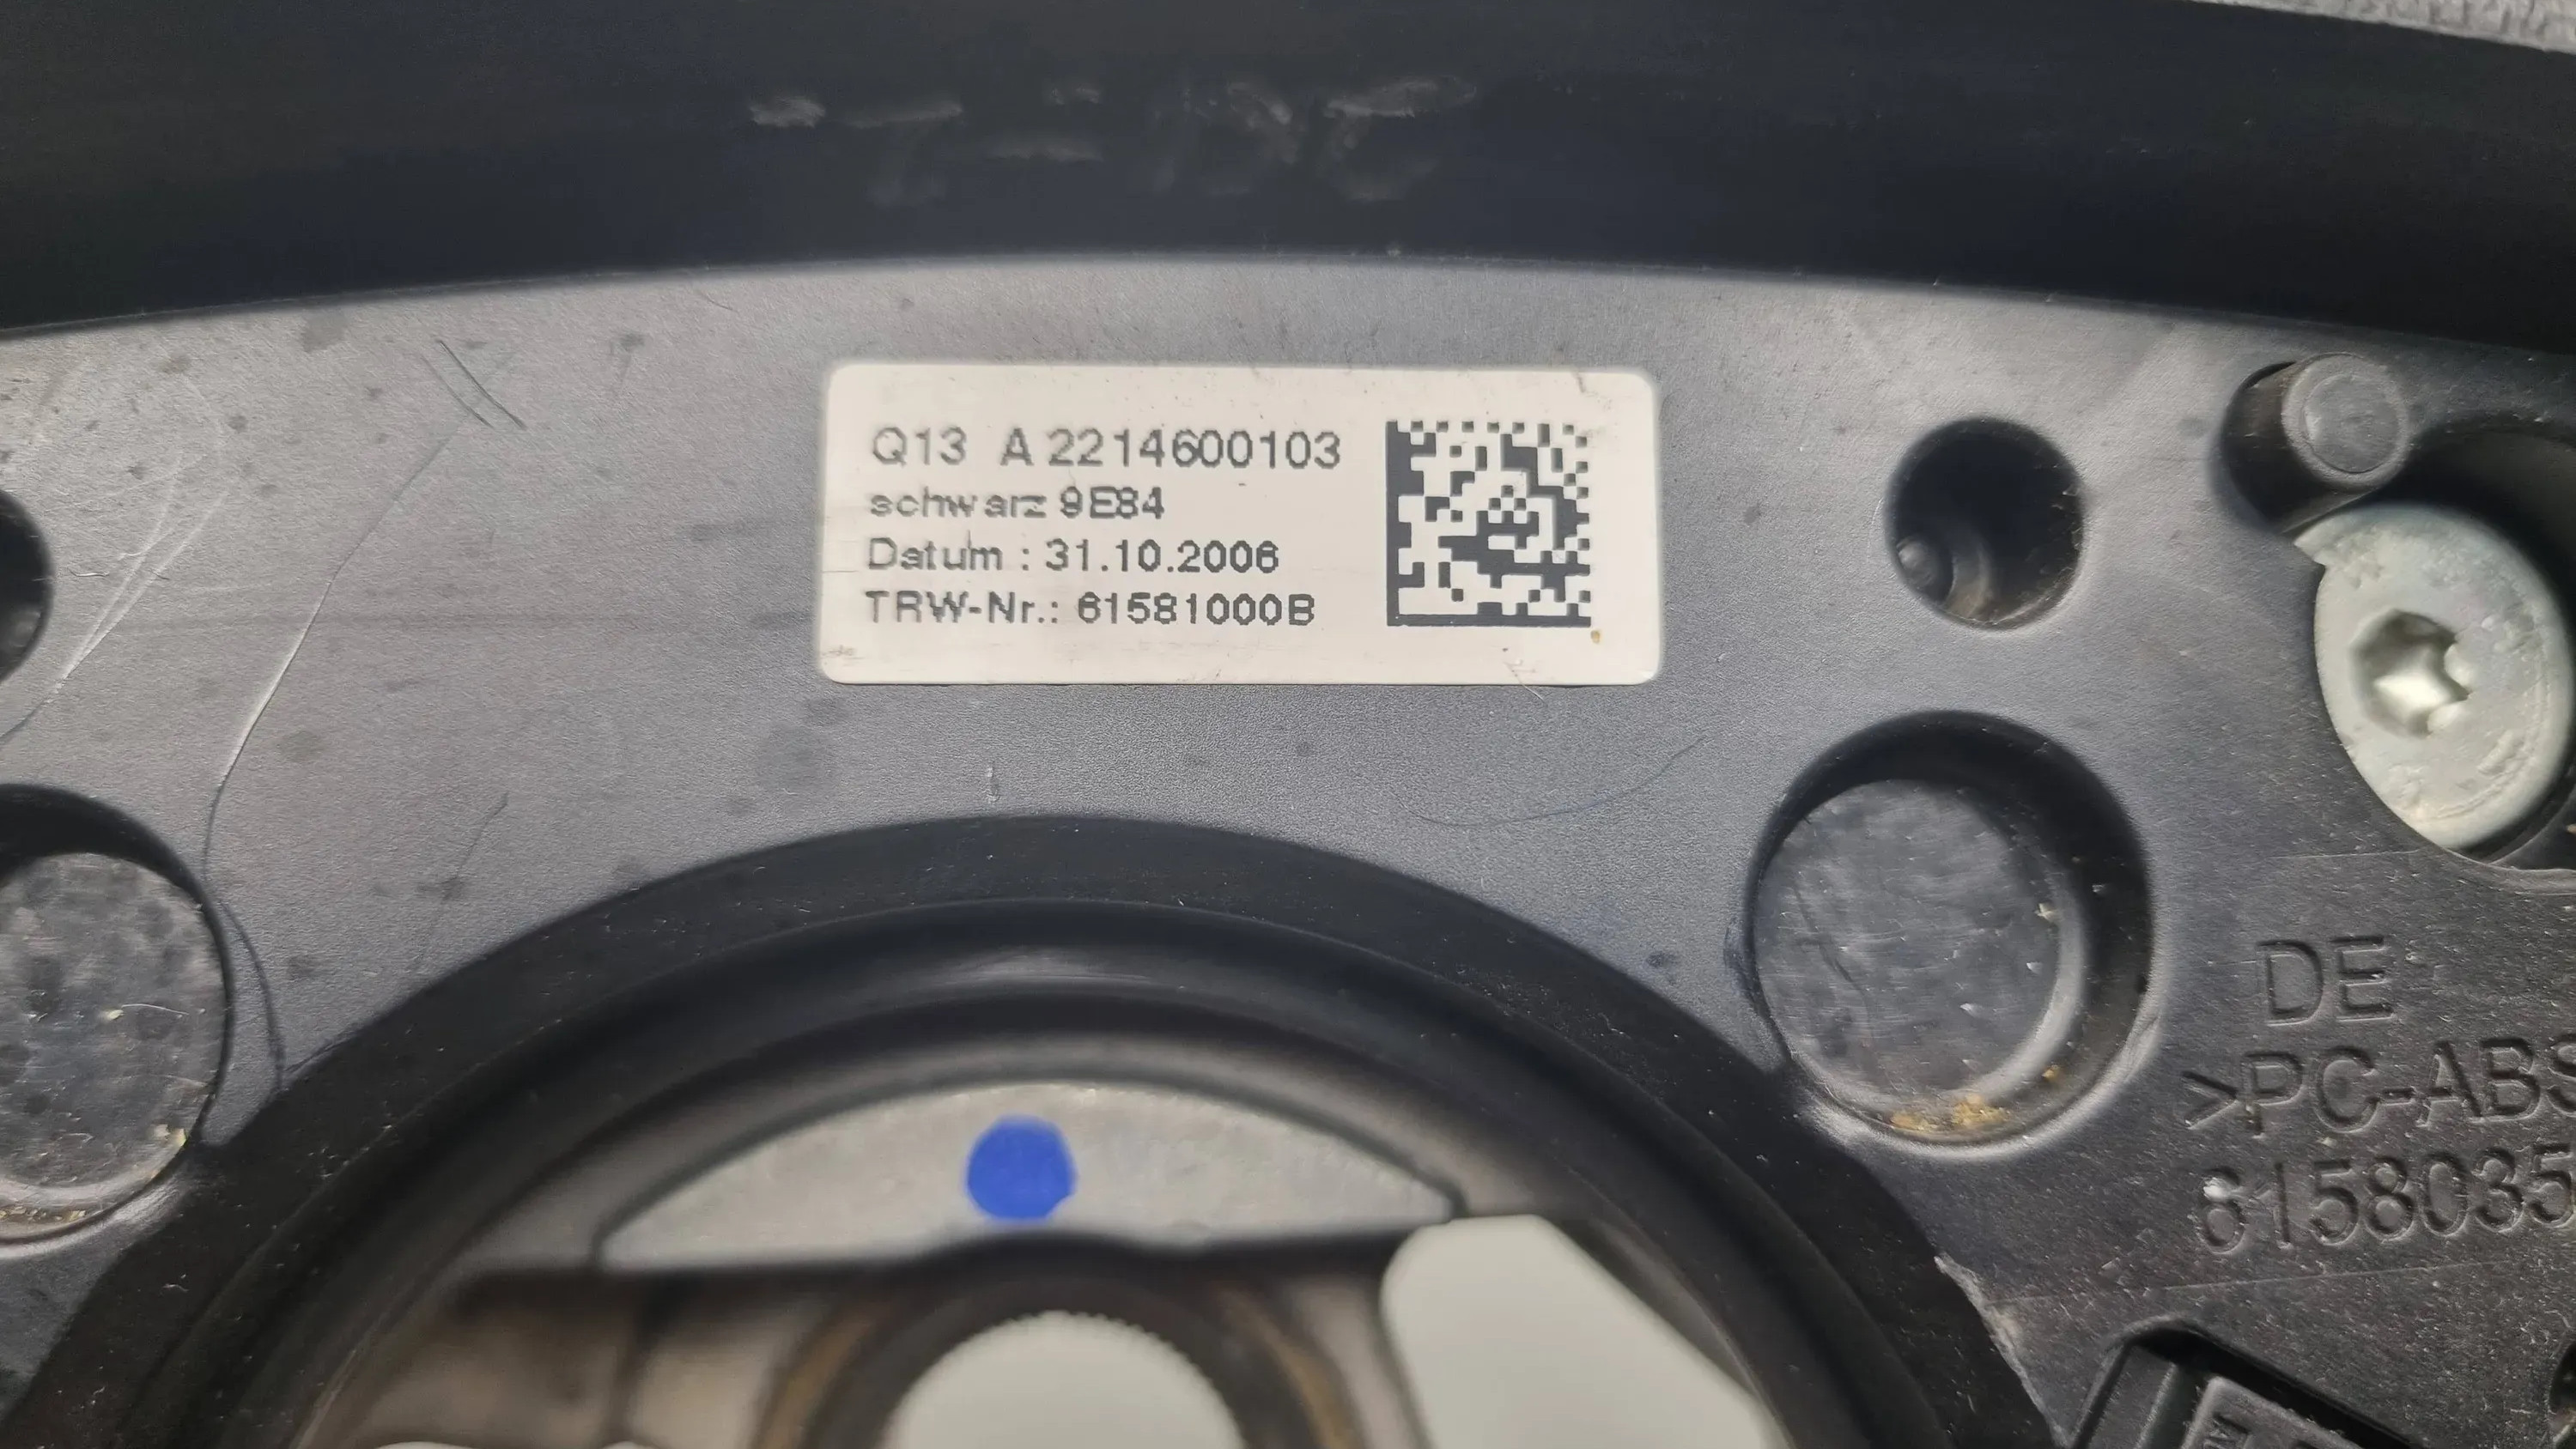 Q13 A 2214600103
schwarz 9E84
Datum : 31.10.2006
TRW-Nr.: 61581000B
DE
>PC-ABS
6158035